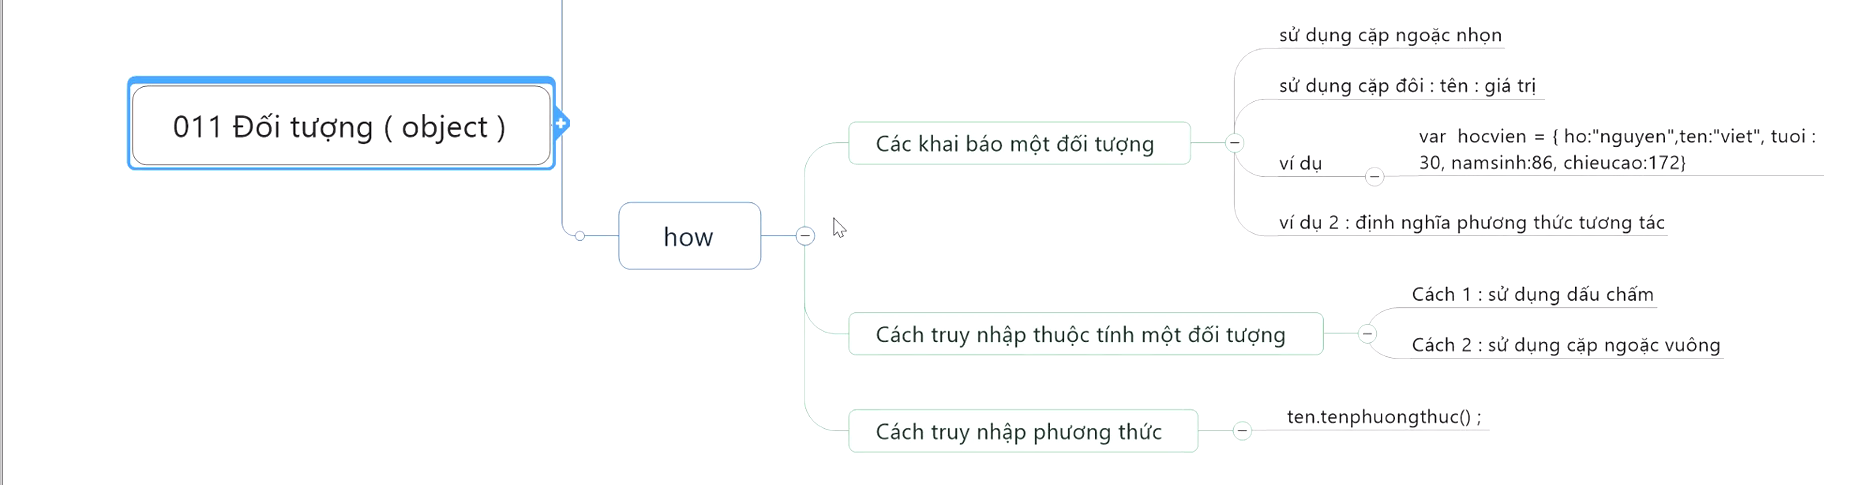 011 Đối tượng ( object )
how
Các khai báo một đối tượng
sử dụng cặp ngoặc nhọn
sử dụng cặp đôi : tên : giá trị
ví dụ
var  hocvien = { ho:"nguyen",ten:"viet", tuoi :
30, namsinh:86, chieucao:172}
ví dụ 2 : định nghĩa phương thức tương tác
Cách truy nhập thuộc tính một đối tượng
Cách 1 : sử dụng dấu chấm
Cách 2 : sử dụng cặp ngoặc vuông
Cách truy nhập phương thức
ten.tenphuongthuc() ;